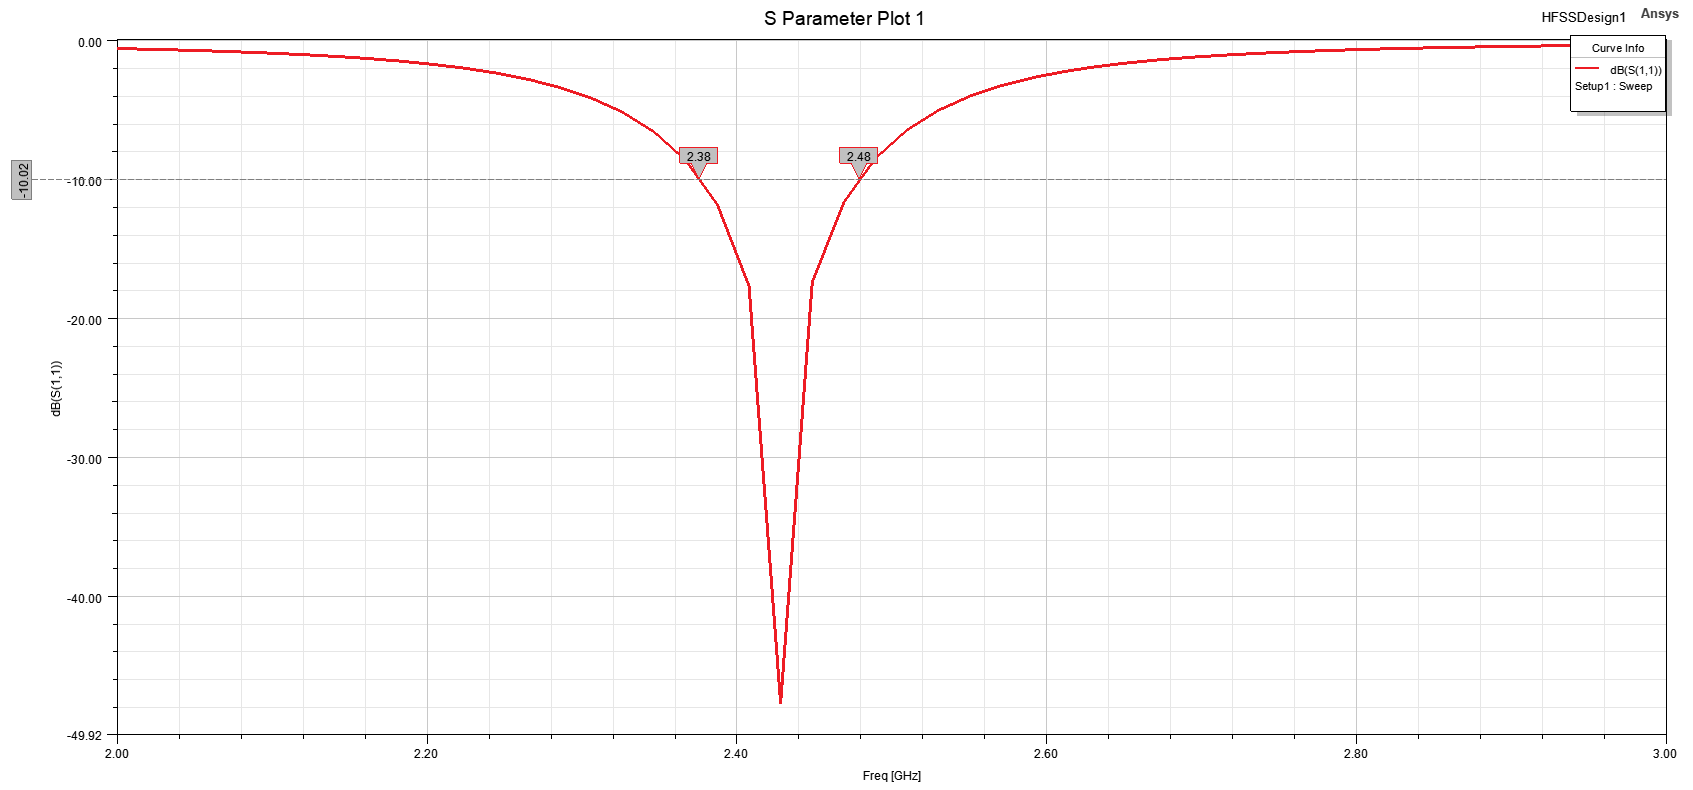 S Parameter Plot 1
HFSSDesign1
Ansys
Curve Info
dB(S(1,1))
Setup1 : Sweep
0.00
2.38
2.48
-10.02
-10.00
-20.00
dB(S(1,1))
-30.00
-40.00
-49.92
2.00
2.20
2.40
2.60
2.80
3.00
Freq [GHz]